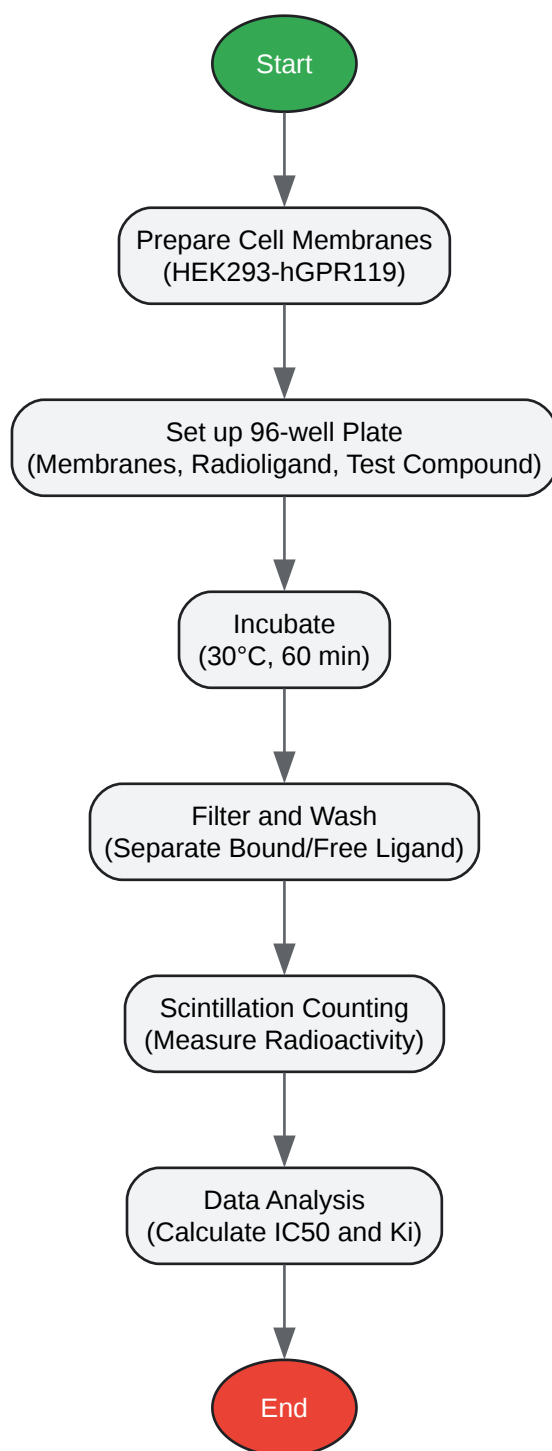 Start
Prepare Cell Membranes
(HEK293-hGPR119)
Set up 96-well Plate
(Membranes, Radioligand, Test Compound)
Incubate
(30°C, 60 min)
Filter and Wash
(Separate Bound/Free Ligand)
Scintillation Counting
(Measure Radioactivity)
Data Analysis
(Calculate IC50 and Ki)
End